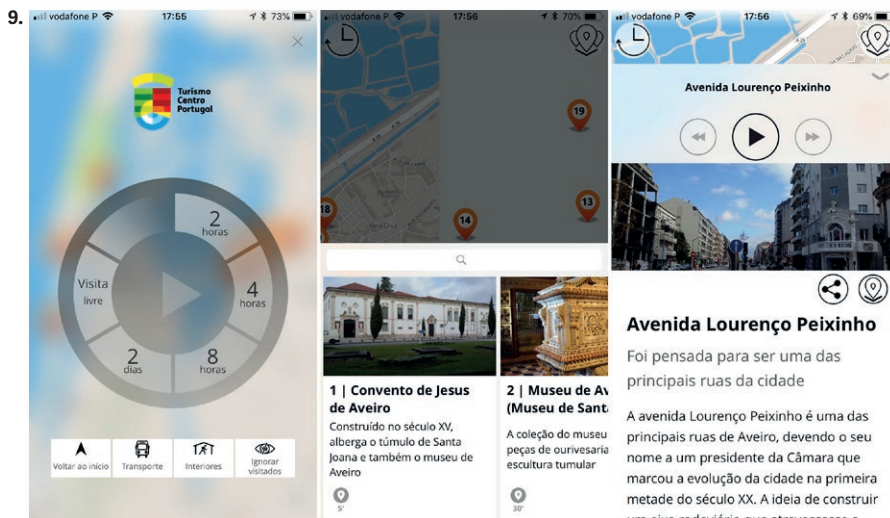 9.
vodafone P 17:55 73%
Turismo
Centro
Portugal
2
horas
4
horas
8
horas
2
dias
Visita
livre
Voltar ao início
Transporte
Interiores
Ignorar
visitados
vodafone P 17:56 70%
19
18
14
13
1 | Convento de Jesus
de Aveiro
Construído no século XV,
alberga o túmulo de Santa
Joana e também o museu de
Aveiro
5'
2 | Museu de Av
(Museu de Sant
A coleção do museu
peças de ourivesaria
escultura tumular
30'
vodafone P 17:56 69%
A 25
Avenida Lourenço Peixinho
Avenida Lourenço Peixinho
Foi pensada para ser uma das
principais ruas da cidade
A avenida Lourenço Peixinho é uma das
principais ruas de Aveiro, devendo o seu
nome a um presidente da Câmara que
marcou a evolução da cidade na primeira
metade do século XX. A ideia de construir